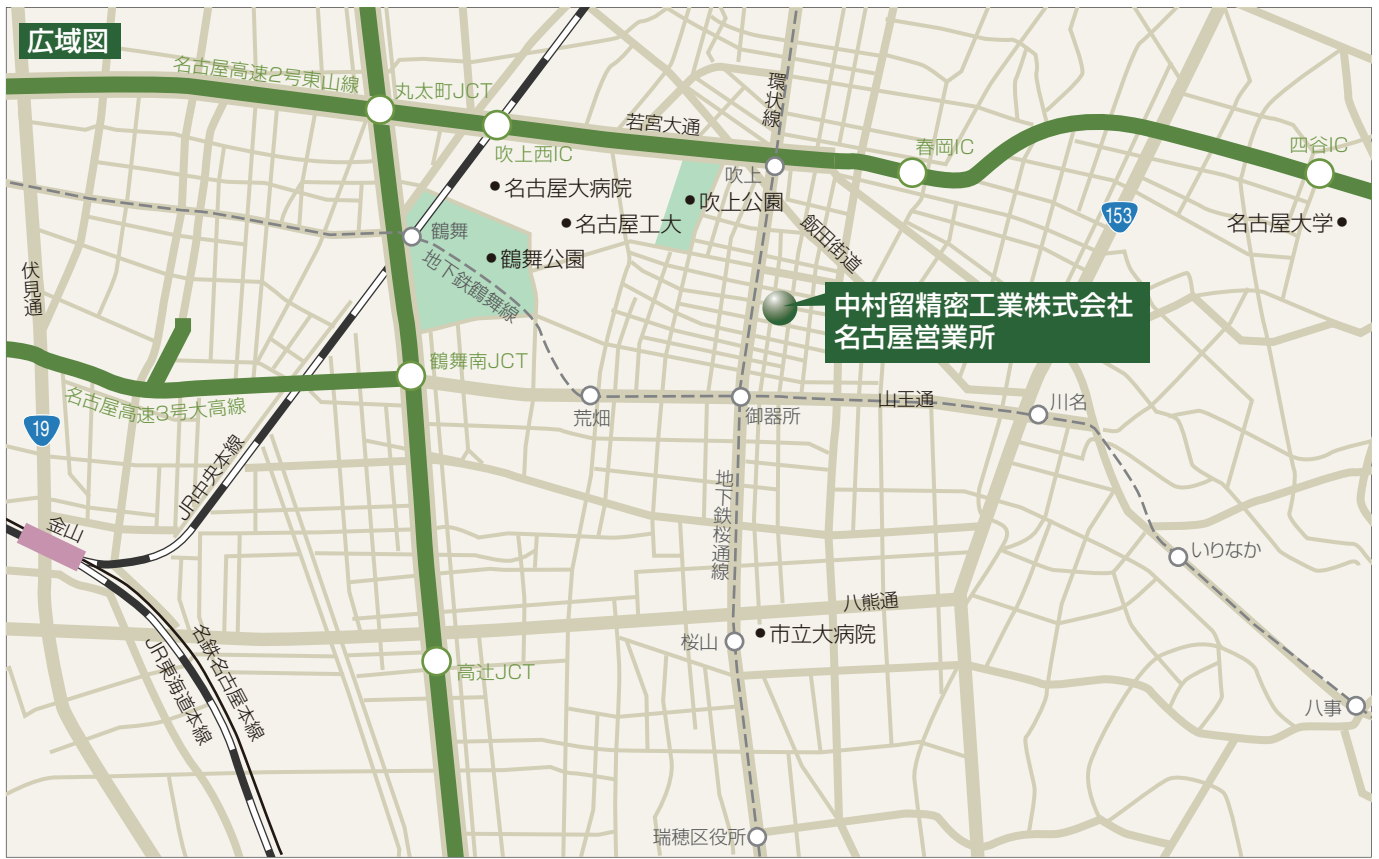 広域図
名古屋高速2号東山線
丸太町JCT
若宮大通
環状線
吹上西IC
春岡IC
四谷IC
吹上
名古屋大病院
吹上公園
153
名古屋工大
名古屋大学
飯田街道
鶴舞
鶴舞公園
地下鉄鶴舞線
伏見通
中村留精密工業株式会社
名古屋営業所
鶴舞南JCT
名古屋高速3号大高線
19
荒畑
御器所
山王通
川名
JR中央本線
地下鉄桜通線
金山
いりなか
八熊通
桜山
市立大病院
名鉄名古屋本線
JR東海道本線
高辻JCT
八事
瑞穂区役所